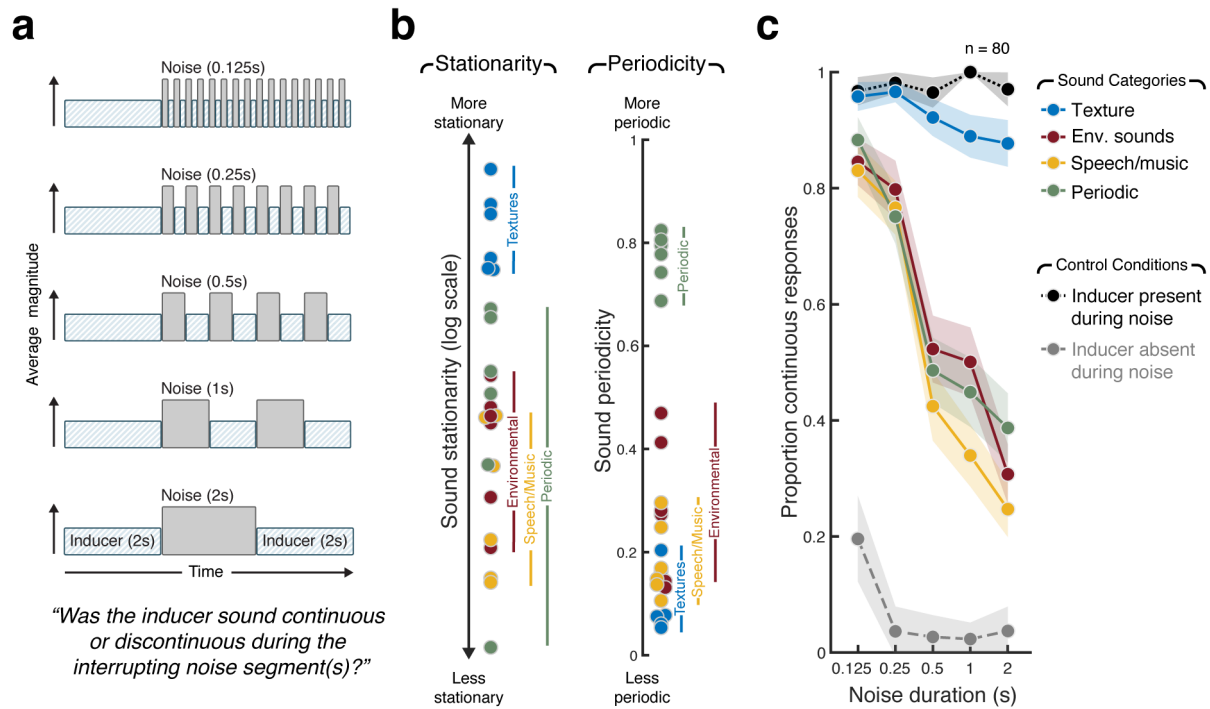 a
Noise (0.125s)
Noise (0.25s)
Noise (0.5s)
Noise (1s)
Noise (2s)
Inducer (2s)
Inducer (2s)
Average magnitude
Time
“Was the inducer sound continuous
or discontinuous during the
interrupting noise segment(s)?”
b
Stationarity
More
stationary
Sound stationarity (log scale)
Textures
Environmental
Speech/Music
Periodic
Less
stationary
Periodicity
More
periodic
1
0.8
0.6
0.4
0.2
0
Sound periodicity
Periodic
Environmental
Speech/Music
Textures
Less
periodic
c
n = 80
1
0.8
0.6
0.4
0.2
0
Proportion continuous responses
0.125
0.25
0.5
1
2
Noise duration (s)
Sound Categories
Texture
Env. sounds
Speech/music
Periodic
Control Conditions
Inducer present
during noise
Inducer absent
during noise